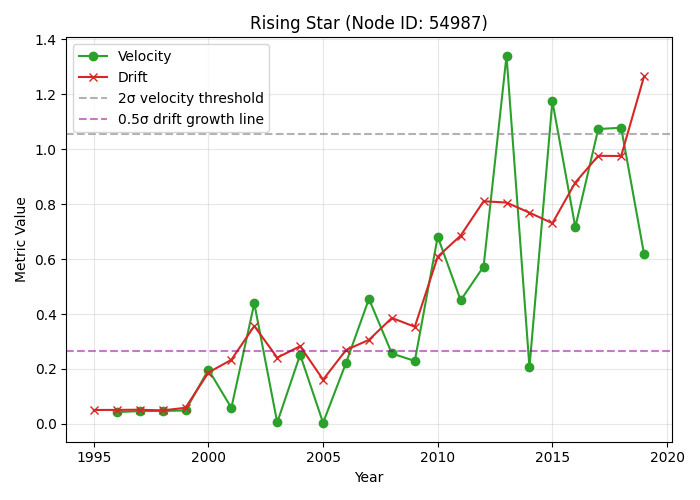 Rising Star (Node ID: 54987)
Velocity
Drift
2σ velocity threshold
0.5σ drift growth line
Metric Value
1.4
1.2
1.0
0.8
0.6
0.4
0.2
0.0
1995 2000 2005 2010 2015 2020
Year